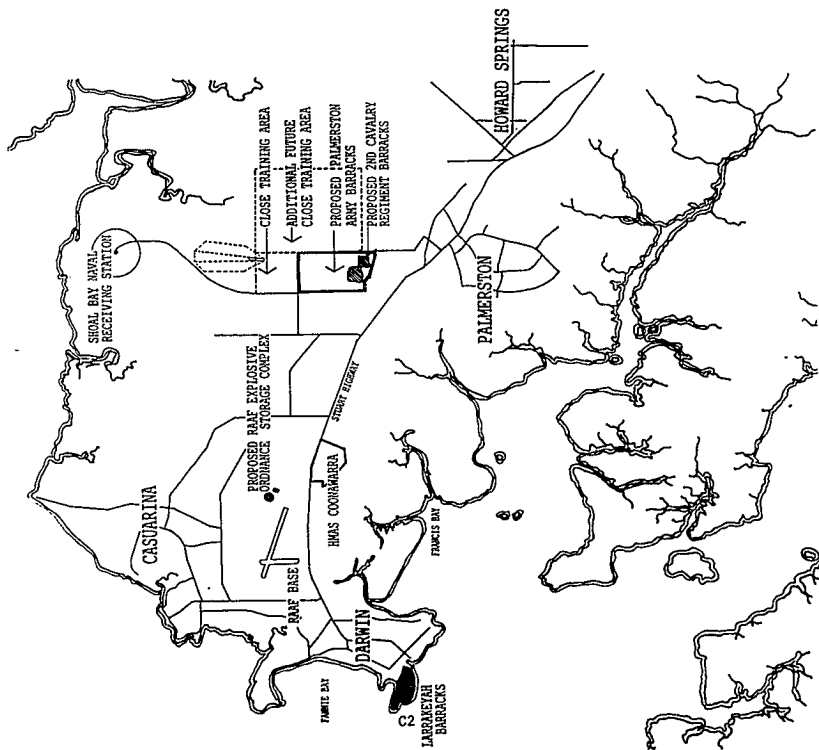 SHOAL BAY NAVAL
RECEIVING STATION
CASUARINA
PROPOSED RAAF EXPLOSIVE
ORDNANCE STORAGE COMPLEX
CLOSE TRAINING AREA
ADDITIONAL FUTURE
CLOSE TRAINING AREA
PROPOSED PALMERSTON
ARMY BARRACKS
PROPOSED 2ND CAVALRY
REGIMENT BARRACKS
RAAF BASE
HMAS COONAWARRA
STUART HIGHWAY
HOWARD SPRINGS
PALMERSTON
FANNIE BAY
DARWIN
FRANCIS BAY
C2
LARRAKEYAH
BARRACKS